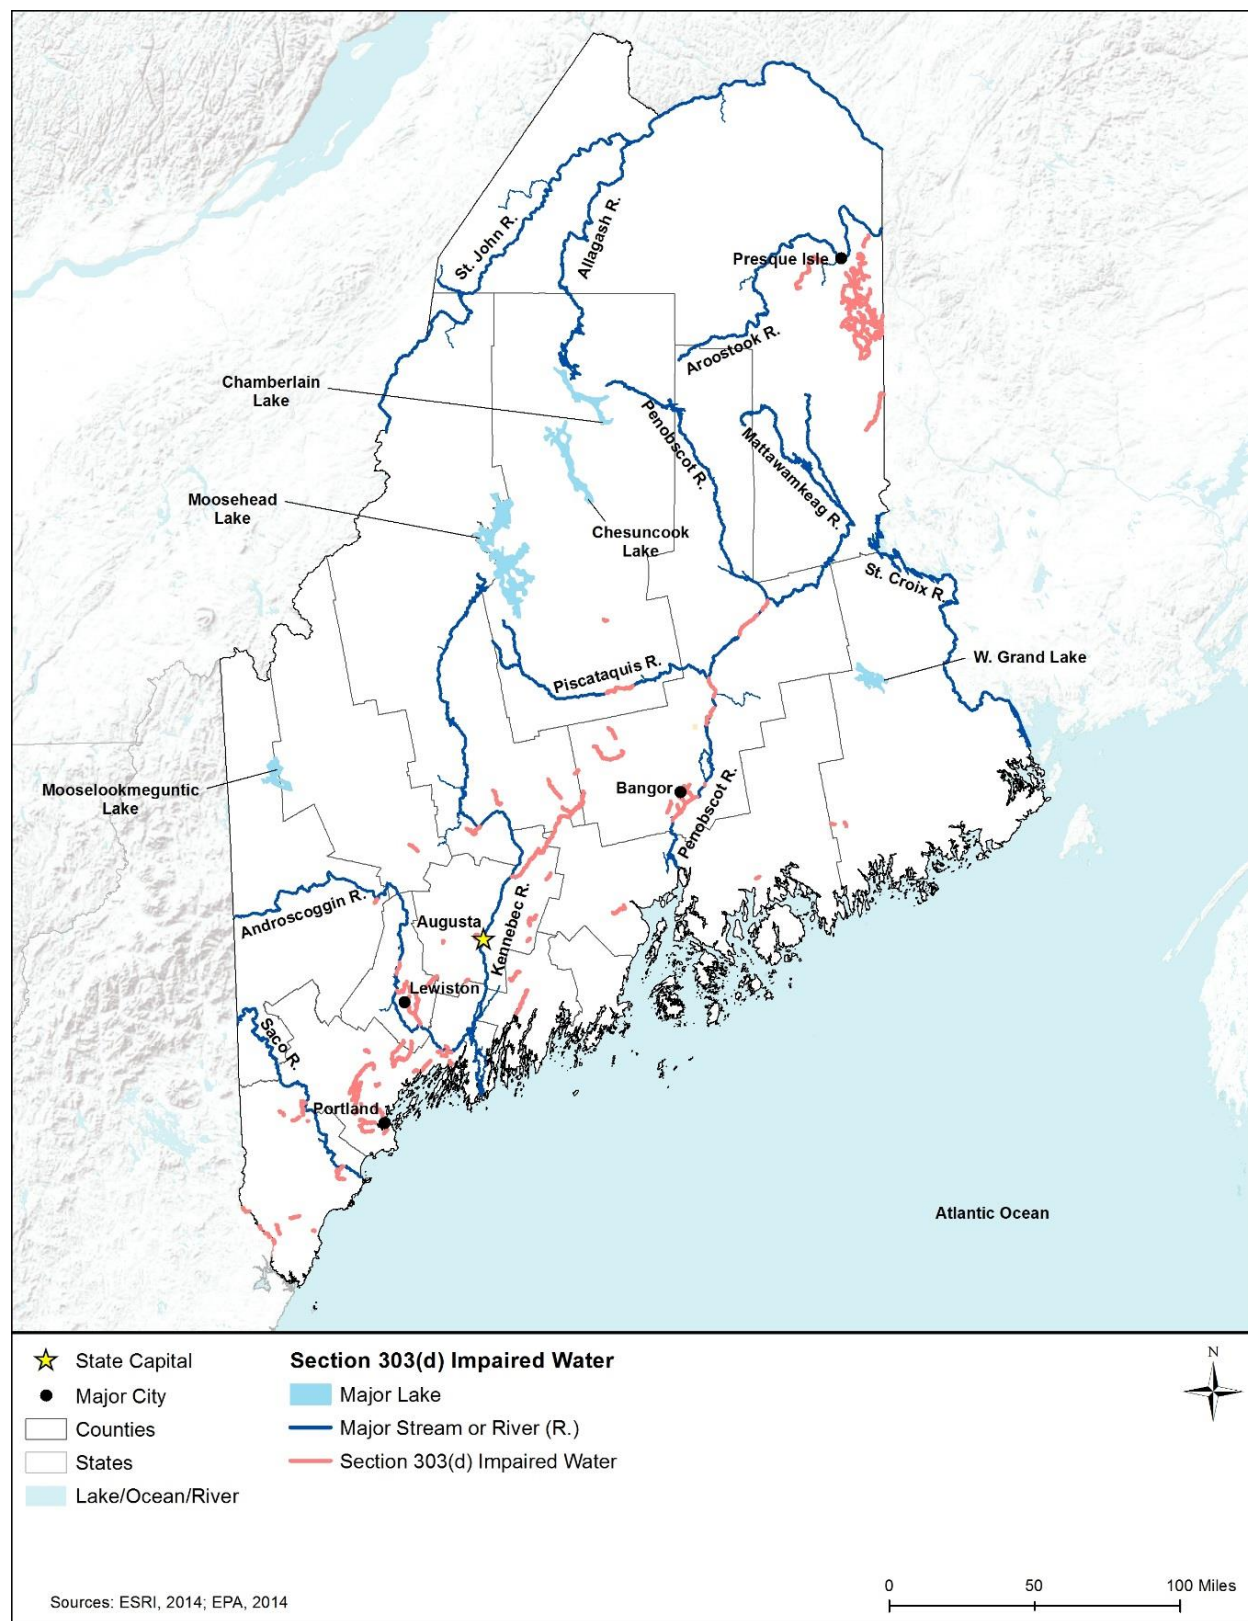 St. John R.
Allagash R.
Presque Isle
Aroostook R.
Chamberlain
Lake
Penobscot R.
Mattawamkeag R.
Moosehead
Lake
Chesuncook
Lake
St. Croix R.
W. Grand Lake
Piscataquis R.
Mooselookmeguntic
Lake
Bangor
Penobscot R.
Androscoggin R.
Augusta
Kennebec R.
Lewiston
Saco R.
Portland
Atlantic Ocean
State Capital
Major City
Counties
States
Lake/Ocean/River
Section 303(d) Impaired Water
Major Lake
Major Stream or River (R.)
Section 303(d) Impaired Water
N
Sources: ESRI, 2014; EPA, 2014
0 50 100 Miles